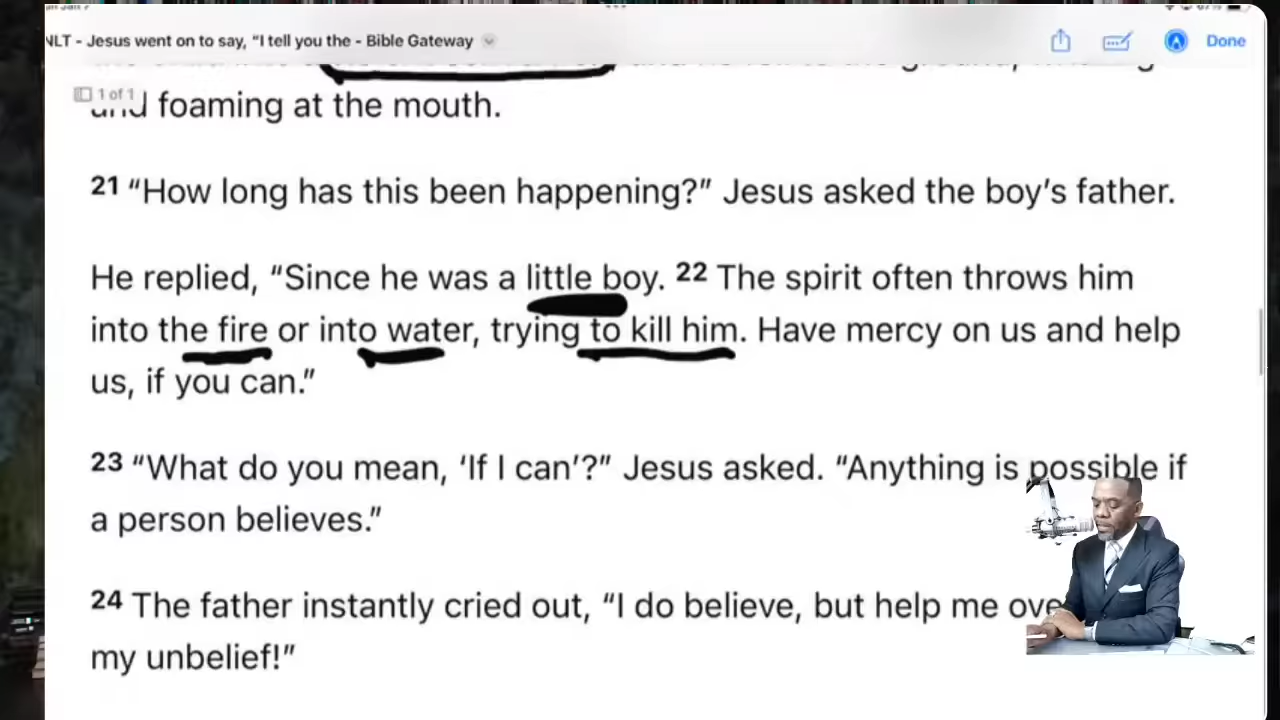 NLT - Jesus went on to say, “I tell you the - Bible Gateway
Done
1 of 1
and foaming at the mouth.
21 “How long has this been happening?” Jesus asked the boy’s father.
He replied, “Since he was a little boy. 22 The spirit often throws him
into the fire or into water, trying to kill him. Have mercy on us and help
us, if you can.”
23 “What do you mean, ‘If I can’?” Jesus asked. “Anything is possible if
a person believes.”
24 The father instantly cried out, “I do believe, but help me ove
my unbelief!”